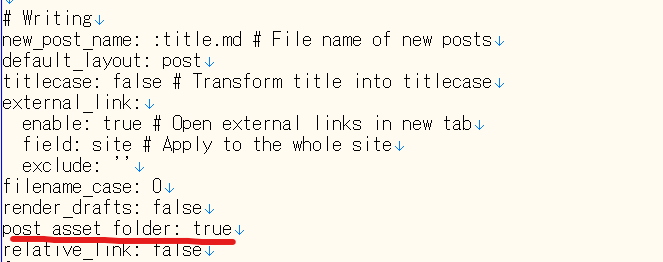 # Writing
new_post_name: :title.md # File name of new posts
default_layout: post
titlecase: false # Transform title into titlecase
external_link:
  enable: true # Open external links in new tab
  field: site # Apply to the whole site
  exclude: ''
filename_case: 0
render_drafts: false
post_asset_folder: true
relative_link: false